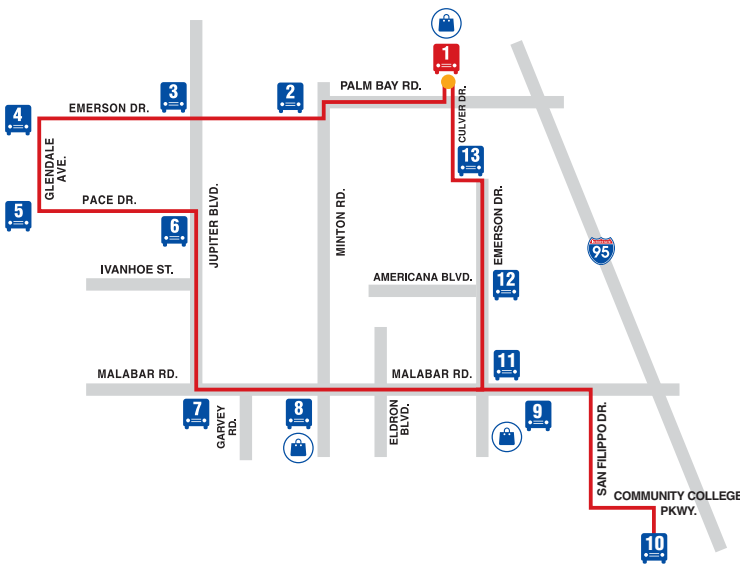 1
PALM BAY RD.
3
2
EMERSON DR.
4
CULVER DR.
13
GLENDALE
AVE.
PACE DR.
5
6
JUPITER BLVD.
MINTON RD.
EMERSON DR.
95
IVANHOE ST.
AMERICANA BLVD.
12
MALABAR RD.
MALABAR RD.
11
7
GARVEY
RD.
8
ELDRON
BLVD.
9
SAN FILIPPO DR.
COMMUNITY COLLEGE
PKWY.
10